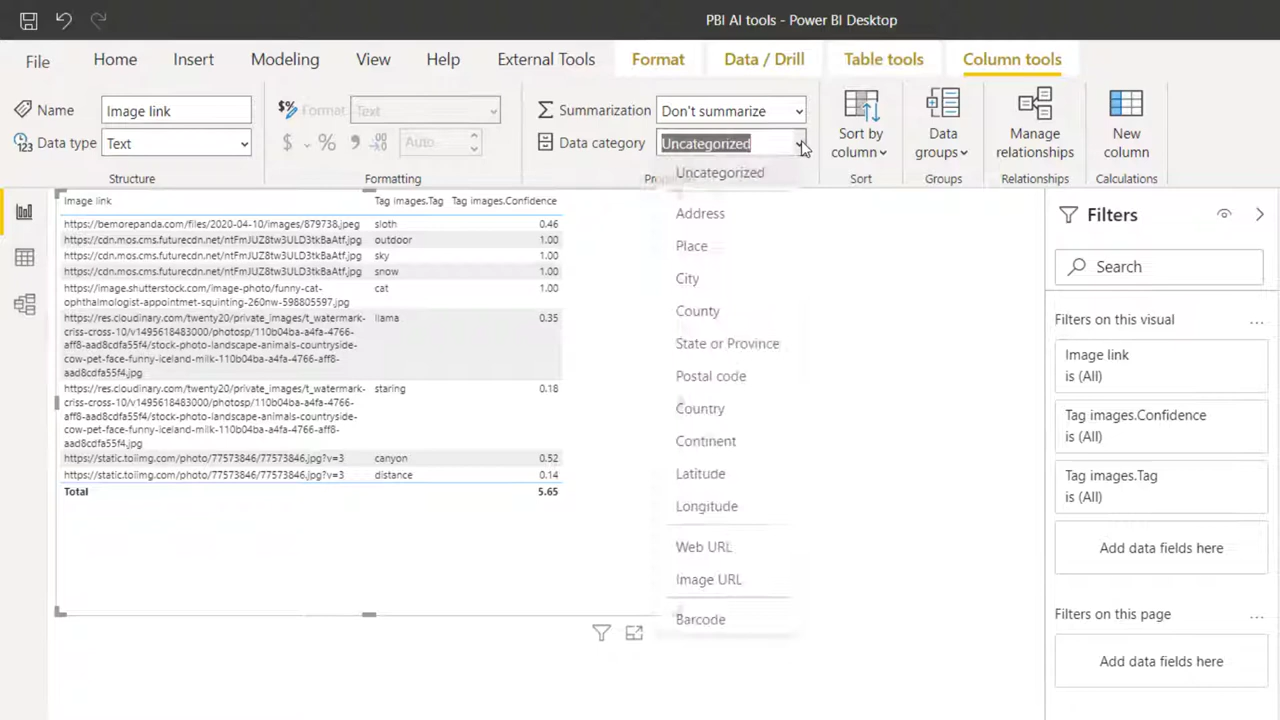 PBI AI tools - Power BI Desktop
File Home Insert Modeling View Help External Tools Format Data / Drill Table tools Column tools
Name Image link
Data type Text
Structure
$% Format Text
$ % Auto
Formatting
Summarization Don't summarize
Data category Uncategorized
Sort by
column
Sort
Data
groups
Groups
Manage
relationships
Relationships
New
column
Calculations
Uncategorized
Address
Place
City
County
State or Province
Postal code
Country
Continent
Latitude
Longitude
Web URL
Image URL
Barcode
Image link Tag images.Tag Tag images.Confidence
https://bemorepanda.com/files/2020-04-10/images/879738.jpeg sloth 0.46
https://cdn.mos.cms.futurecdn.net/ntFmJUZ8tw3ULD3tkBaAtf.jpg outdoor 1.00
https://cdn.mos.cms.futurecdn.net/ntFmJUZ8tw3ULD3tkBaAtf.jpg sky 1.00
https://cdn.mos.cms.futurecdn.net/ntFmJUZ8tw3ULD3tkBaAtf.jpg snow 1.00
https://image.shutterstock.com/image-photo/funny-cat- cat 1.00
ophthalmologist-appointmet-squinting-260nw-598805597.jpg
https://res.cloudinary.com/twenty20/private_images/t_watermark- llama 0.35
criss-cross-10/v1495618483000/photosp/110b04ba-a4fa-4766-
aff8-aad8cdfa55f4/stock-photo-landscape-animals-countryside-
cow-pet-face-funny-iceland-milk-110b04ba-a4fa-4766-aff8-
aad8cdfa55f4.jpg
https://res.cloudinary.com/twenty20/private_images/t_watermark- staring 0.18
criss-cross-10/v1495618483000/photosp/110b04ba-a4fa-4766-
aff8-aad8cdfa55f4/stock-photo-landscape-animals-countryside-
cow-pet-face-funny-iceland-milk-110b04ba-a4fa-4766-aff8-
aad8cdfa55f4.jpg
https://static.toiimg.com/photo/77573846/77573846.jpg?v=3 canyon 0.52
https://static.toiimg.com/photo/77573846/77573846.jpg?v=3 distance 0.14
Total 5.65
Filters
Search
Filters on this visual ...
Image link
is (All)
Tag images.Confidence
is (All)
Tag images.Tag
is (All)
Add data fields here
Filters on this page ...
Add data fields here